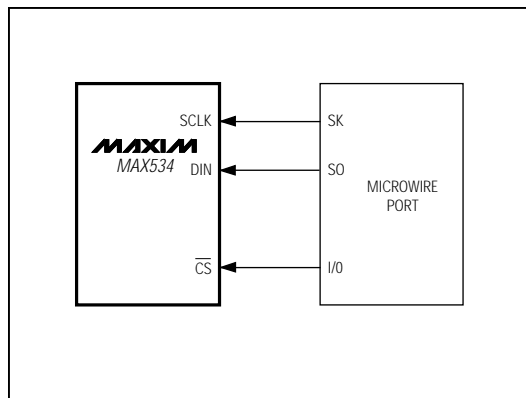 SCLK SK
MAXIM
MAX534 DIN SO
MICROWIRE
PORT
CS I/0